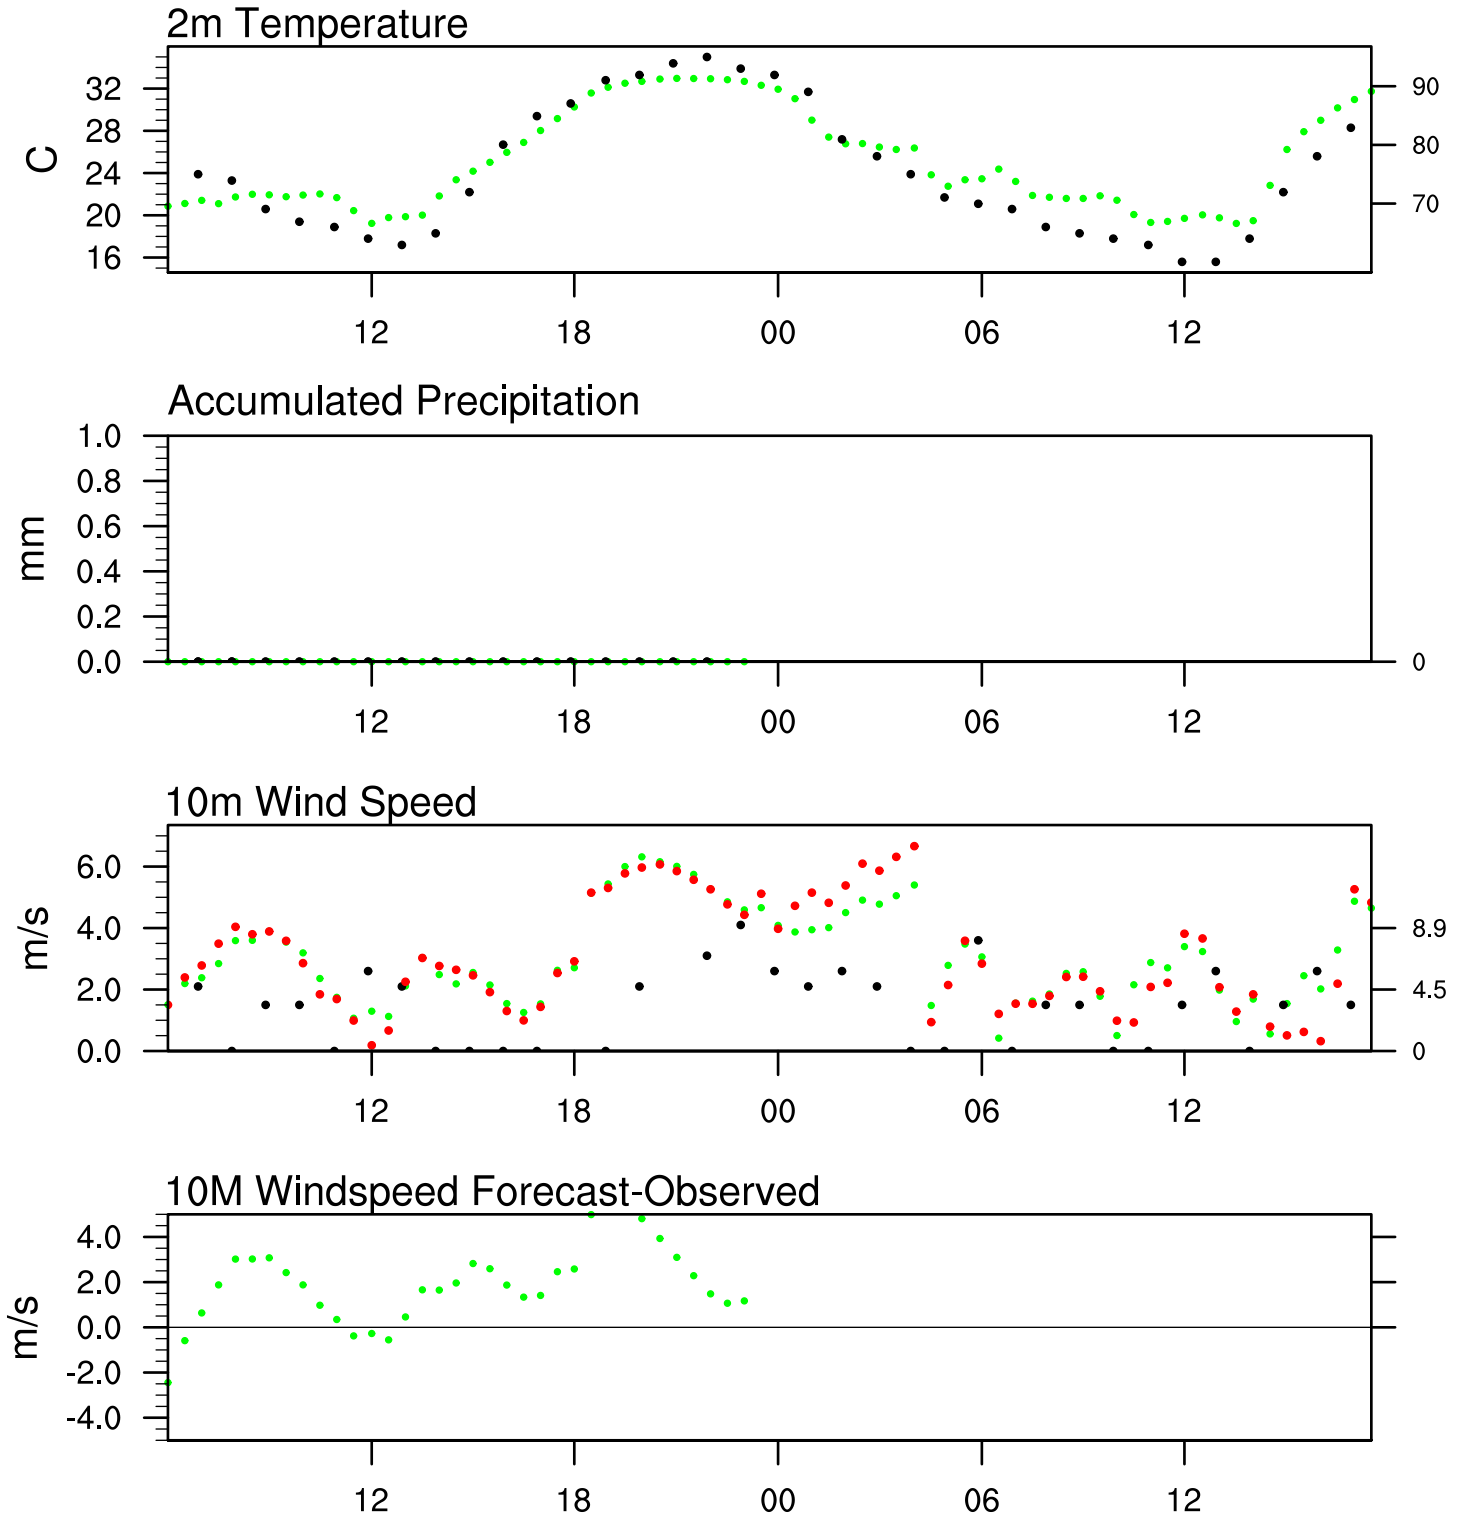 2m Temperature
32
28
24
20
16
C
90
80
70
12 18 00 06 12
Accumulated Precipitation
1.0
0.8
0.6
0.4
0.2
0.0
mm
0
12 18 00 06 12
10m Wind Speed
6.0
4.0
2.0
0.0
m/s
8.9
4.5
0
12 18 00 06 12
10M Windspeed Forecast-Observed
4.0
2.0
0.0
-2.0
-4.0
m/s
12 18 00 06 12